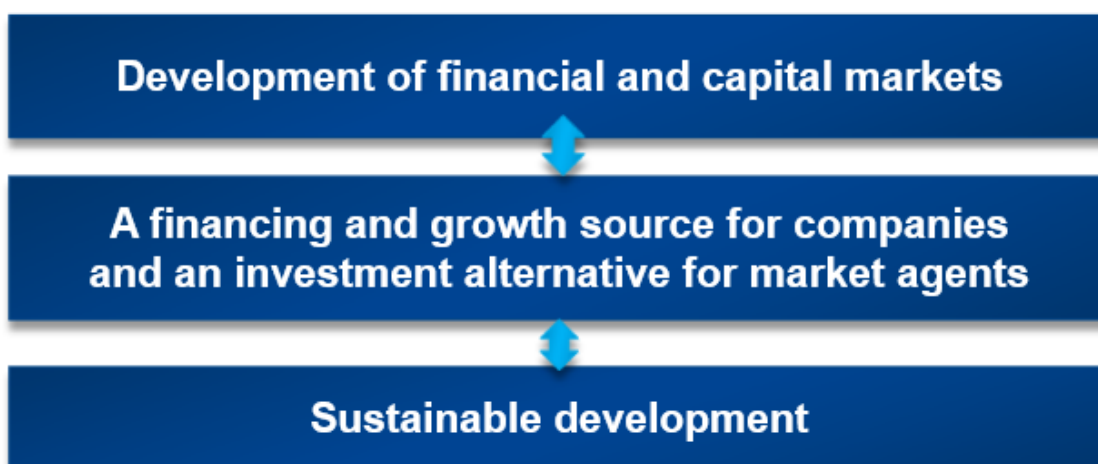 Development of financial and capital markets
A financing and growth source for companies
and an investment alternative for market agents
Sustainable development